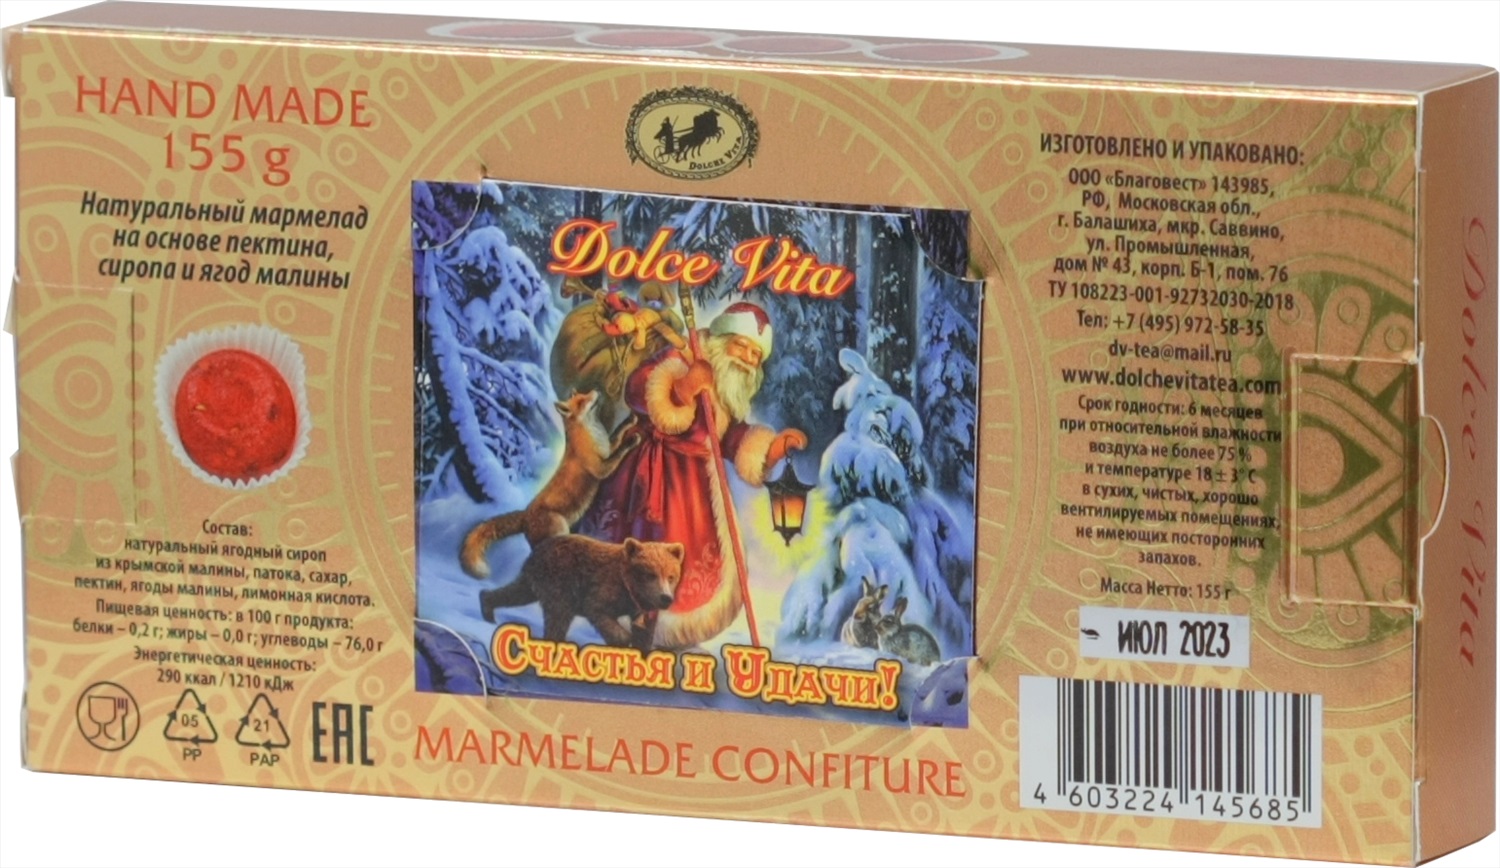 HAND MADE
155 g
Натуральный мармелад
на основе пектина,
сиропа и ягод малины
Состав:
натуральный ягодный сироп
из крымской малины, патока, сахар,
пектин, ягоды малины, лимонная кислота.
Пищевая ценность: в 100 г продукта:
белки – 0,2 г; жиры – 0,0 г; углеводы – 76,0 г
Энергетическая ценность:
290 ккал / 1210 кДж
05
PP
21
PAP
EAC
DOLCHE VITA
Dolce Vita
Счастья и Удачи!
MARMELADE CONFITURE
ИЗГОТОВЛЕНО И УПАКОВАНО:
ООО «Благовест» 143985,
РФ, Московская обл.,
г. Балашиха, мкр. Саввино,
ул. Промышленная,
дом № 43, корп. Б-1, пом. 76
ТУ 108223-001-92732030-2018
Тел: +7 (495) 972-58-35
dv-tea@mail.ru
www.dolchevitatea.com
Срок годности: 6 месяцев
при относительной влажности
воздуха не более 75 %
и температуре 18 ± 3° С
в сухих, чистых, хорошо
вентилируемых помещениях,
не имеющих посторонних
запахов.
Масса Нетто: 155 г
- ИЮЛ 2023
4 603224 145685
Dolce Vita